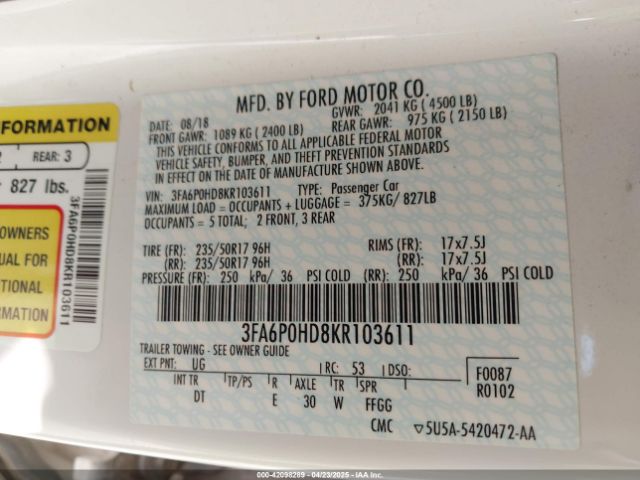 MFD. BY FORD MOTOR CO.
DATE: 08/18 GVWR: 2041 KG ( 4500 LB)
FRONT GAWR: 1089 KG ( 2400 LB) REAR GAWR: 975 KG ( 2150 LB)
THIS VEHICLE CONFORMS TO ALL APPLICABLE FEDERAL MOTOR
VEHICLE SAFETY, BUMPER, AND THEFT PREVENTION STANDARDS
IN EFFECT ON THE DATE OF MANUFACTURE SHOWN ABOVE.
VIN: 3FA6P0HD8KR103611 TYPE: Passenger Car
MAXIMUM LOAD = OCCUPANTS + LUGGAGE = 375KG/ 827LB
OCCUPANTS = 5 TOTAL; 2 FRONT, 3 REAR
TIRE (FR): 235/50R17 96H RIMS (FR): 17x7.5J
(RR): 235/50R17 96H (RR): 17x7.5J
PRESSURE (FR): 250 kPa/ 36 PSI COLD (RR): 250 kPa/ 36 PSI COLD
3FA6P0HD8KR103611
TRAILER TOWING - SEE OWNER GUIDE
EXT PNT: UG RC: 53 DSO:
F0087
R0102
INT TR TP/PS R AXLE TR SPR
DT E 30 W FFGG
CMC 5U5A-5420472-AA
FORMATION
2 REAR: 3
827 lbs.
OWNERS
UAL FOR
TIONAL
MATION
3FA6P0HD8KR103611
000-42098289 - 04/23/2025 - IAAI.COM